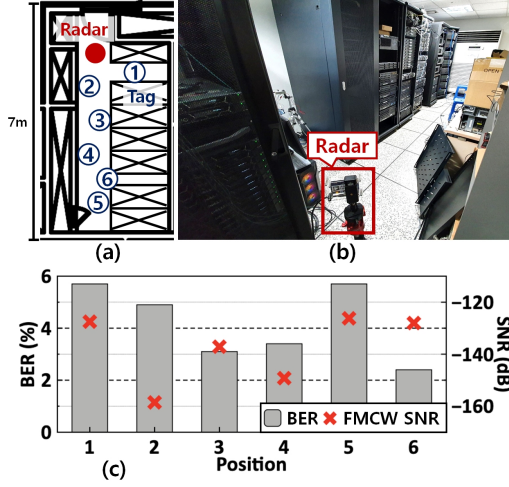 Radar
1
2
Tag
3
7m
4
6
5
(a)
Radar
OPEN
(b)
6
4
2
0
BER (%)
-120
-140
-160
SNR (dB)
BER
FMCW SNR
1 2 3 4 5 6
Position
(c)